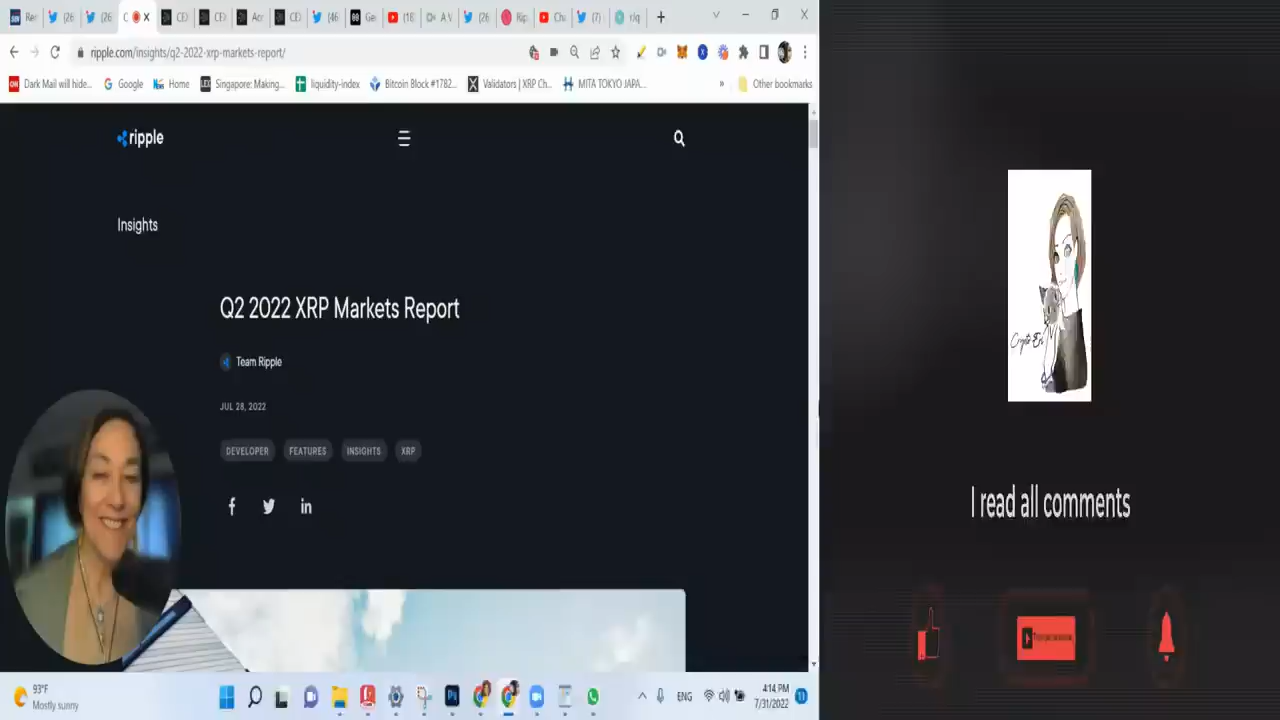 ripple.com/insights/q2-2022-xrp-markets-report/
Dark Mail will hide...
Google
Home
Singapore: Making...
liquidity-index
Bitcoin Block #1782...
Validators | XRP Ch...
MITA TOKYO JAPA...
»
Other bookmarks
ripple
Insights
Q2 2022 XRP Markets Report
Team Ripple
JUL 28, 2022
DEVELOPER
FEATURES
INSIGHTS
XRP
I read all comments
93°F
Mostly sunny
ENG
4:14 PM
7/31/2022
11